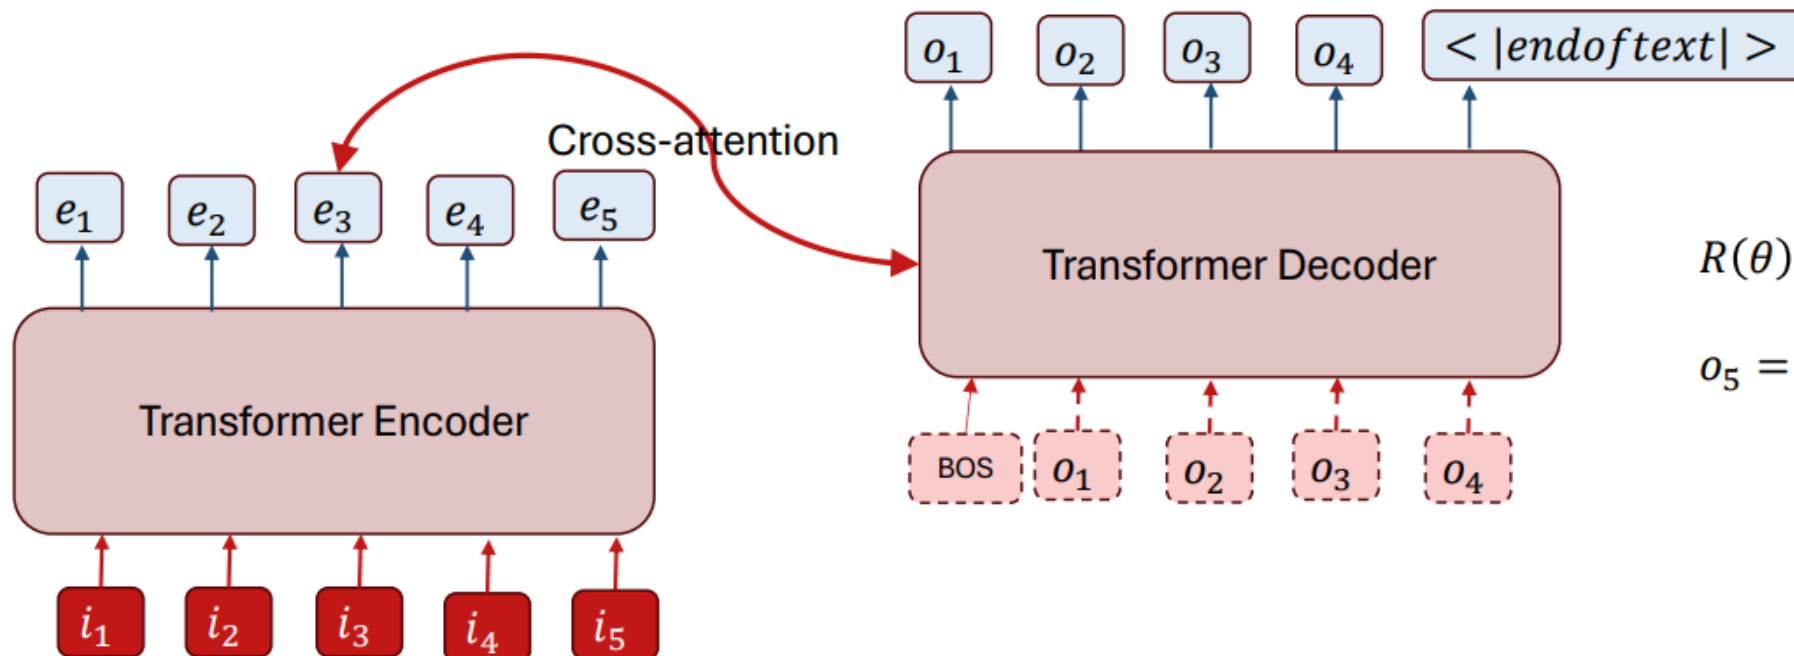 o₁ o₂ o₃ o₄ < |endoftext| >
Cross-attention
e₁ e₂ e₃ e₄ e₅
Transformer Decoder
R(θ)
o₅ =
Transformer Encoder
BOS o₁ o₂ o₃ o₄
i₁ i₂ i₃ i₄ i₅